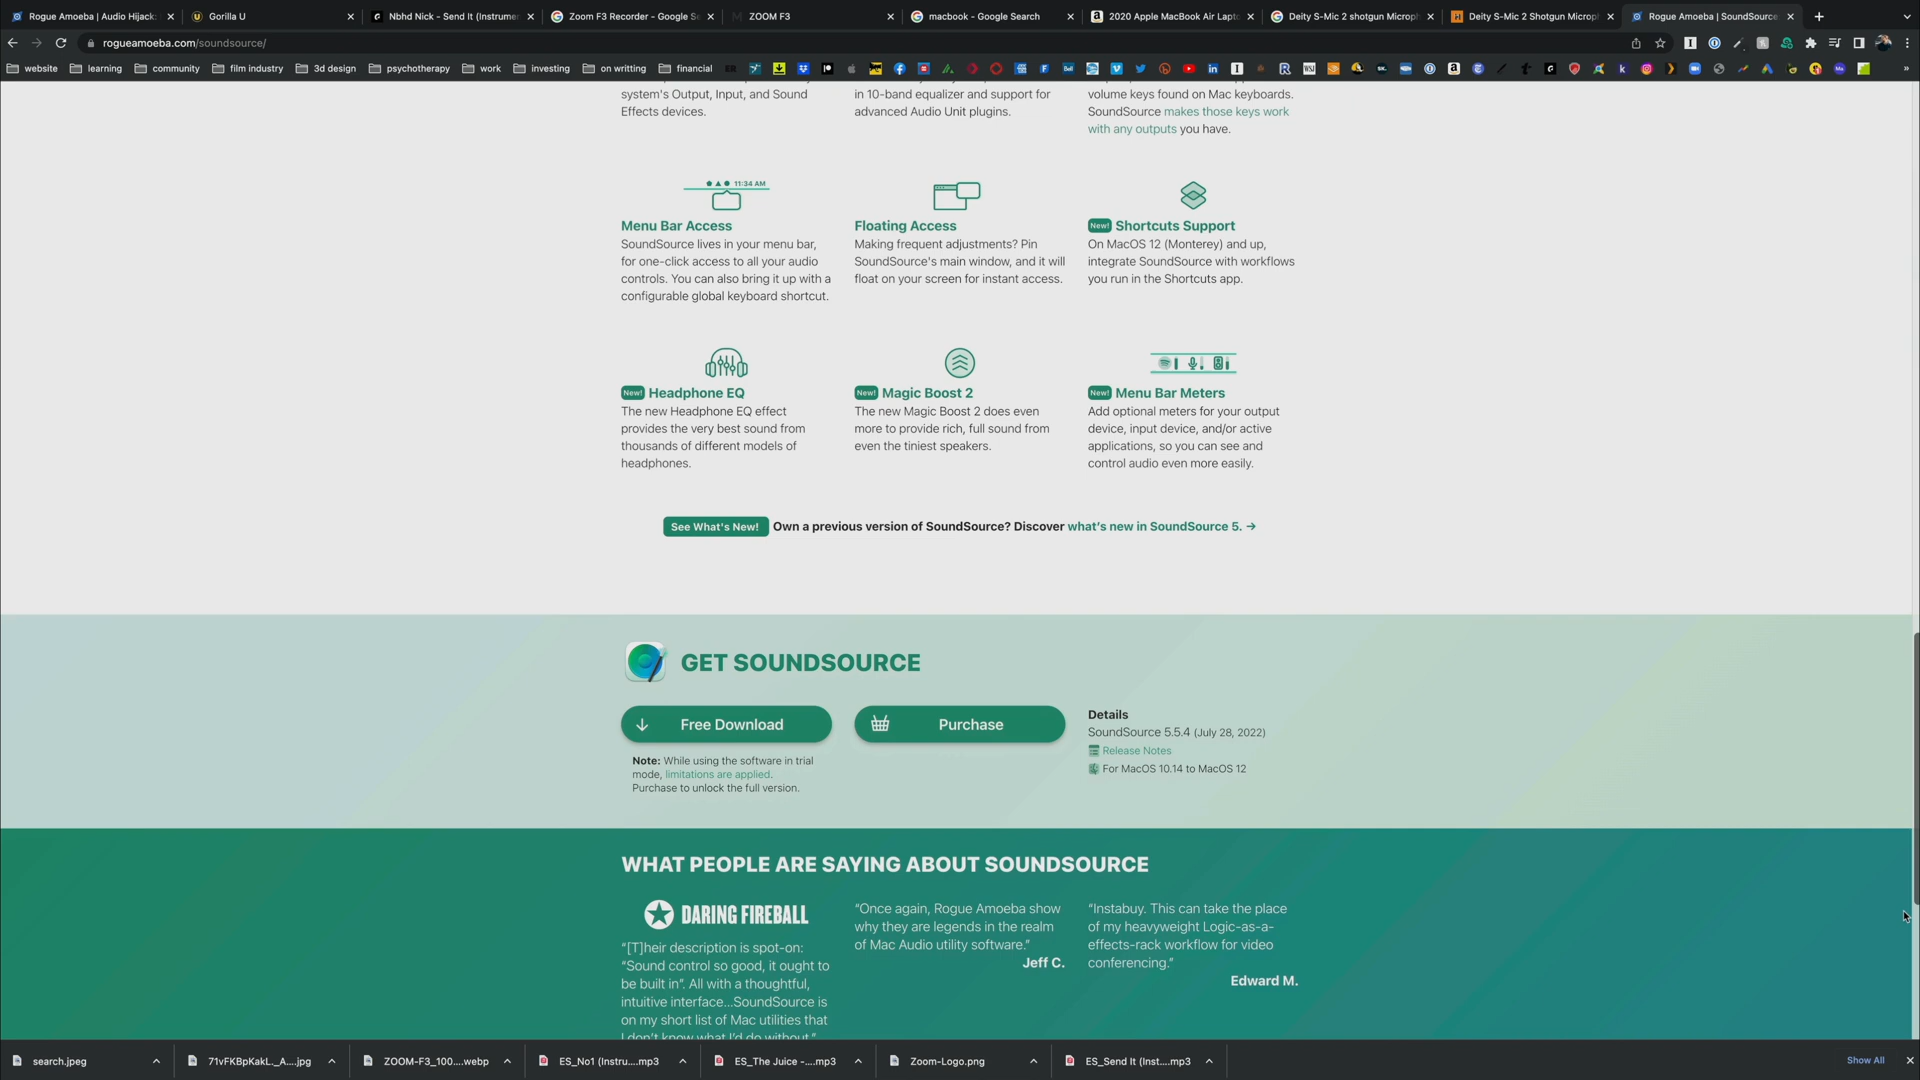 Rogue Amoeba | Audio Hijack:
Gorilla U
Nbhd Nick - Send It (Instrumen
Zoom F3 Recorder - Google Se
ZOOM F3
macbook - Google Search
2020 Apple MacBook Air Lapto
Deity S-Mic 2 shotgun Microph
Deity S-Mic 2 Shotgun Microph
Rogue Amoeba | SoundSource
rogueamoeba.com/soundsource/
website
learning
community
film industry
3d design
psychotherapy
work
investing
on writting
financial
system's Output, Input, and Sound
Effects devices.
in 10-band equalizer and support for
advanced Audio Unit plugins.
volume keys found on Mac keyboards.
SoundSource makes those keys work
with any outputs you have.
11:34 AM
Menu Bar Access
SoundSource lives in your menu bar,
for one-click access to all your audio
controls. You can also bring it up with a
configurable global keyboard shortcut.
Floating Access
Making frequent adjustments? Pin
SoundSource's main window, and it will
float on your screen for instant access.
New! Shortcuts Support
On MacOS 12 (Monterey) and up,
integrate SoundSource with workflows
you run in the Shortcuts app.
New! Headphone EQ
The new Headphone EQ effect
provides the very best sound from
thousands of different models of
headphones.
New! Magic Boost 2
The new Magic Boost 2 does even
more to provide rich, full sound from
even the tiniest speakers.
New! Menu Bar Meters
Add optional meters for your output
device, input device, and/or active
applications, so you can see and
control audio even more easily.
See What's New! Own a previous version of SoundSource? Discover what's new in SoundSource 5. →
GET SOUNDSOURCE
Free Download
Purchase
Note: While using the software in trial
mode, limitations are applied.
Purchase to unlock the full version.
Details
SoundSource 5.5.4 (July 28, 2022)
Release Notes
For MacOS 10.14 to MacOS 12
WHAT PEOPLE ARE SAYING ABOUT SOUNDSOURCE
DARING FIREBALL
“[T]heir description is spot-on:
“Sound control so good, it ought to
be built in”. All with a thoughtful,
intuitive interface...SoundSource is
on my short list of Mac utilities that
I don't know what I'd do without.”
“Once again, Rogue Amoeba show
why they are legends in the realm
of Mac Audio utility software.”
Jeff C.
“Instabuy. This can take the place
of my heavyweight Logic-as-a-
effects-rack workflow for video
conferencing.”
Edward M.
search.jpeg
71vFKBpKakL._A....jpg
ZOOM-F3_100....webp
ES_No1 (Instru....mp3
ES_The Juice -....mp3
Zoom-Logo.png
ES_Send It (Inst....mp3
Show All